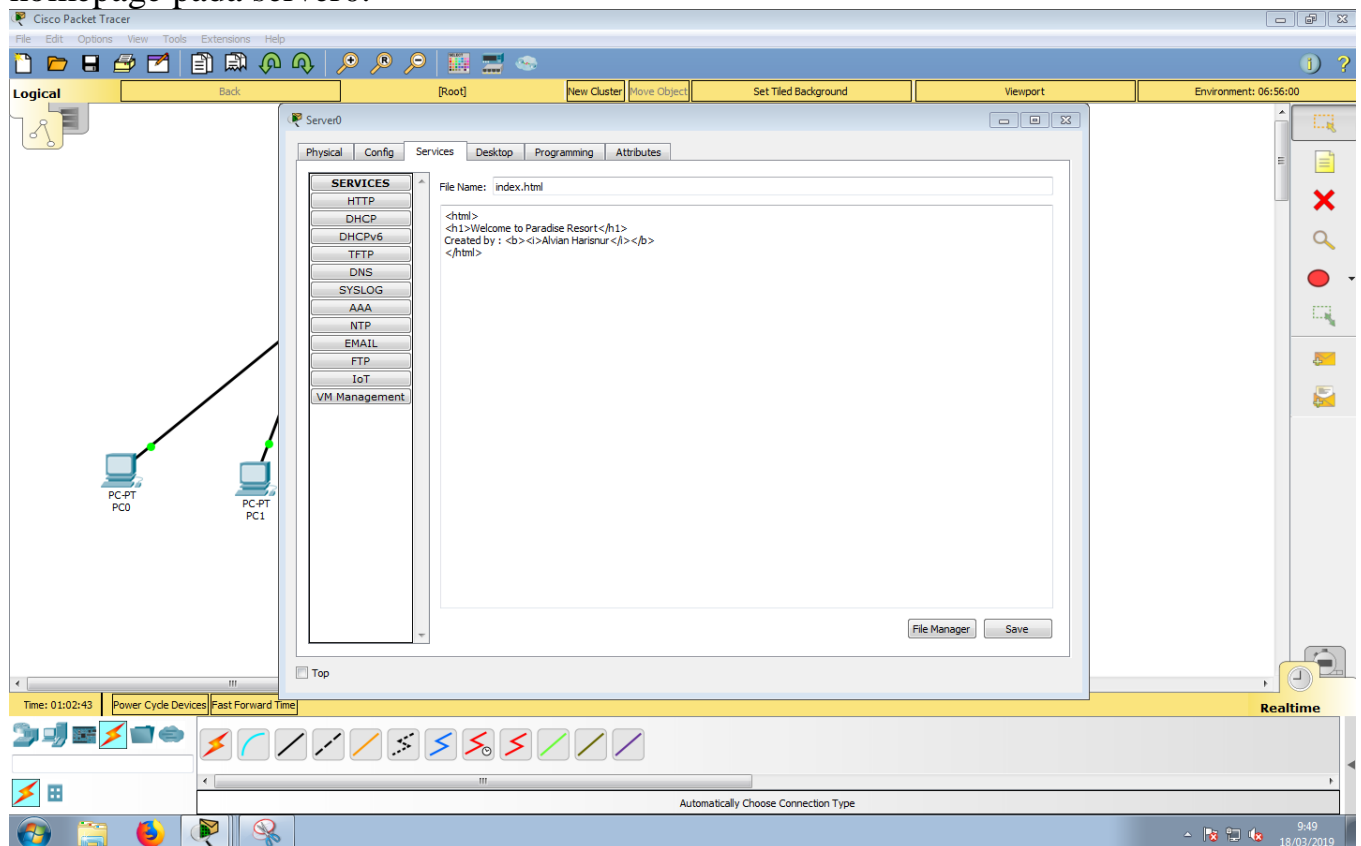 homepage pada server0.
Cisco Packet Tracer
File Edit Options View Tools Extensions Help
Logical Back [Root] New Cluster Move Object Set Tiled Background Viewport Environment: 06:56:00
Server0
Physical Config Services Desktop Programming Attributes
SERVICES
HTTP
DHCP
DHCPv6
TFTP
DNS
SYSLOG
AAA
NTP
EMAIL
FTP
IoT
VM Management
File Name: index.html
<html>
<h1>Welcome to Paradise Resort</h1>
Created by : <b><i>Alvian Harisnur</i></b>
</html>
File Manager Save
Top
PC-PT
PC0
PC-PT
PC1
Time: 01:02:43 Power Cycle Devices Fast Forward Time Realtime
Automatically Choose Connection Type
9:49
18/03/2019